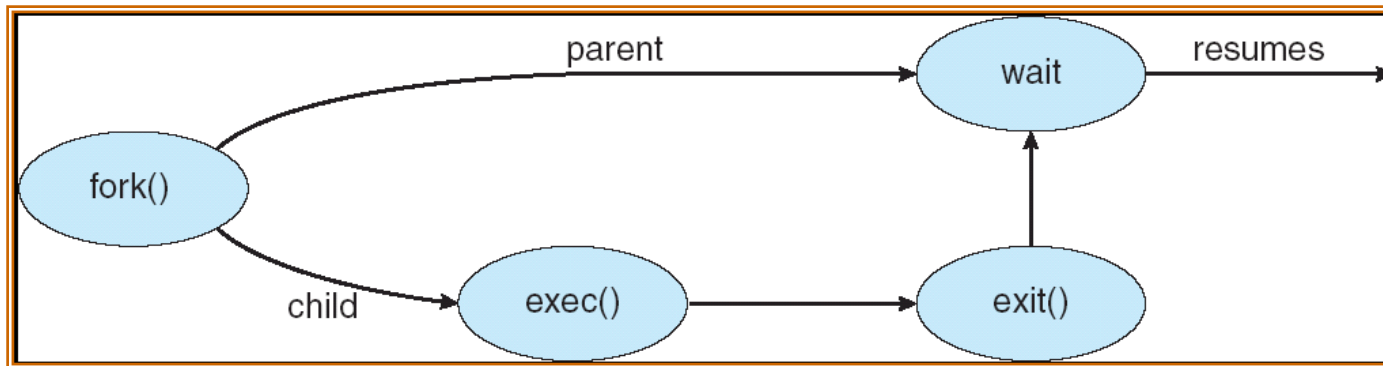 parent
wait
resumes
fork()
child
exec()
exit()